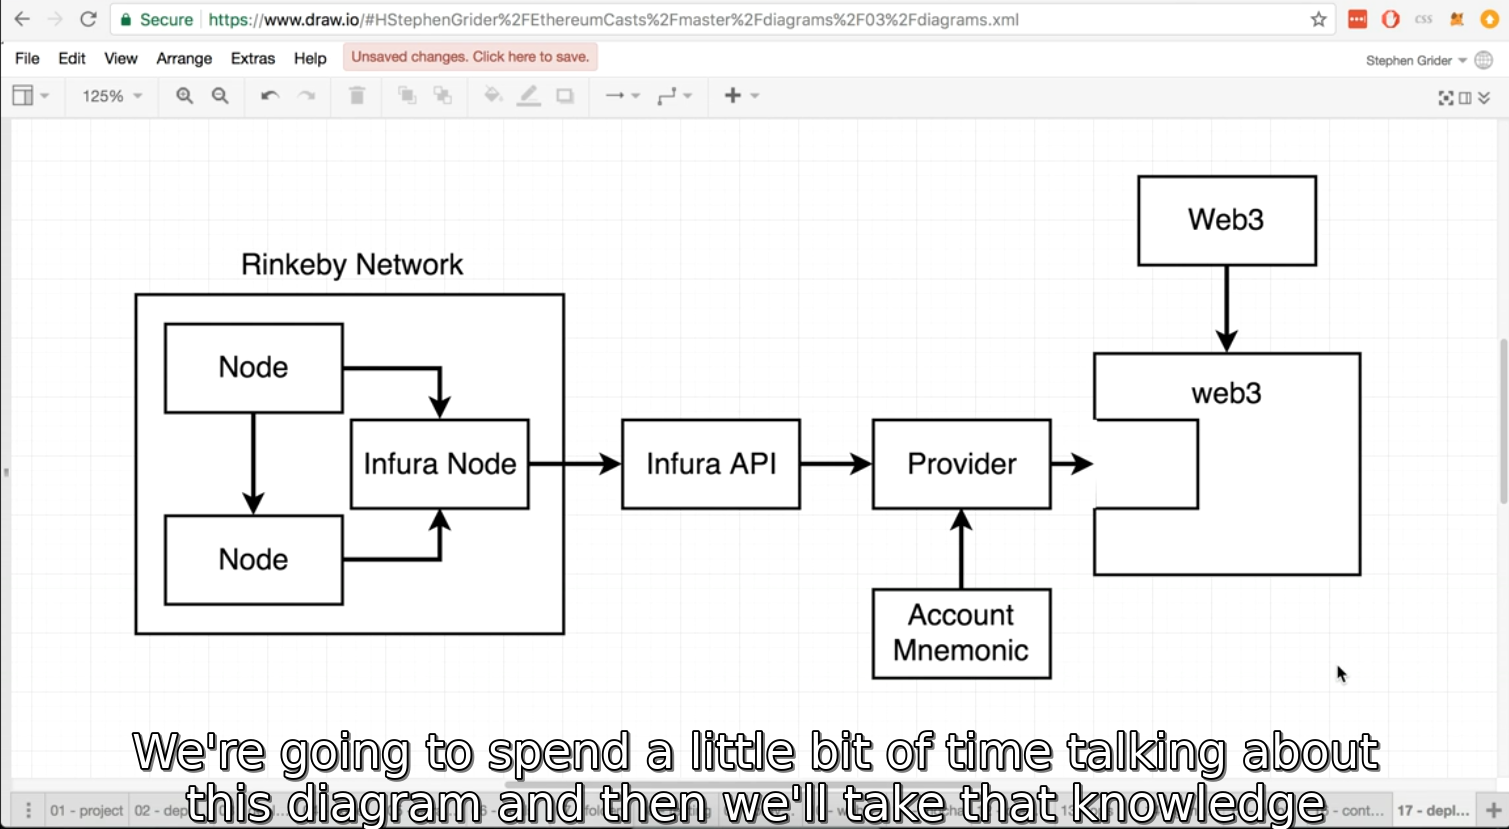 Secure https://www.draw.io/#HStephenGrider%2FEthereumCasts%2Fmaster%2Fdiagrams%2F03%2Fdiagrams.xml
CSS
File Edit View Arrange Extras Help Unsaved changes. Click here to save. Stephen Grider
125%
Web3
Rinkeby Network
Node
web3
Infura Node
Infura API
Provider
Node
Account
Mnemonic
We're going to spend a little bit of time talking about
this diagram and then we'll take that knowledge
01 - project 02 - dep 17 - depl...